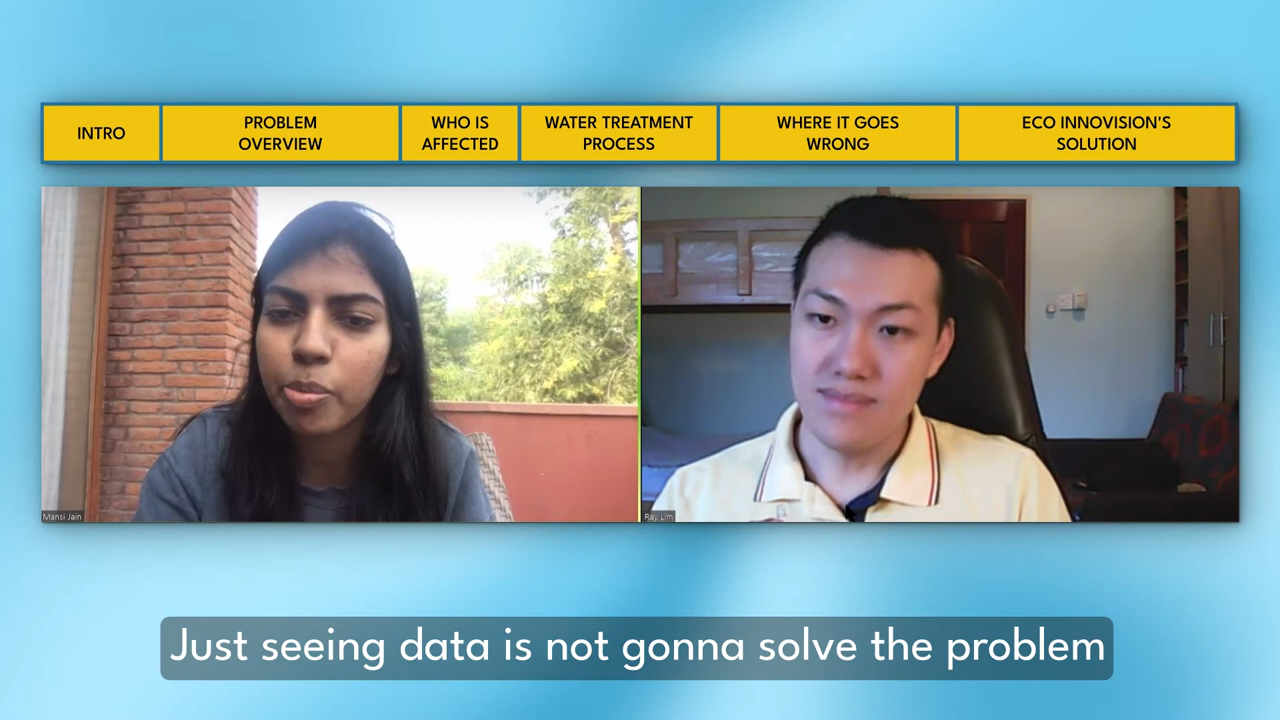 INTRO
PROBLEM
OVERVIEW
WHO IS
AFFECTED
WATER TREATMENT
PROCESS
WHERE IT GOES
WRONG
ECO INNOVISION'S
SOLUTION
Mansi Jain
Ray Lim
Just seeing data is not gonna solve the problem